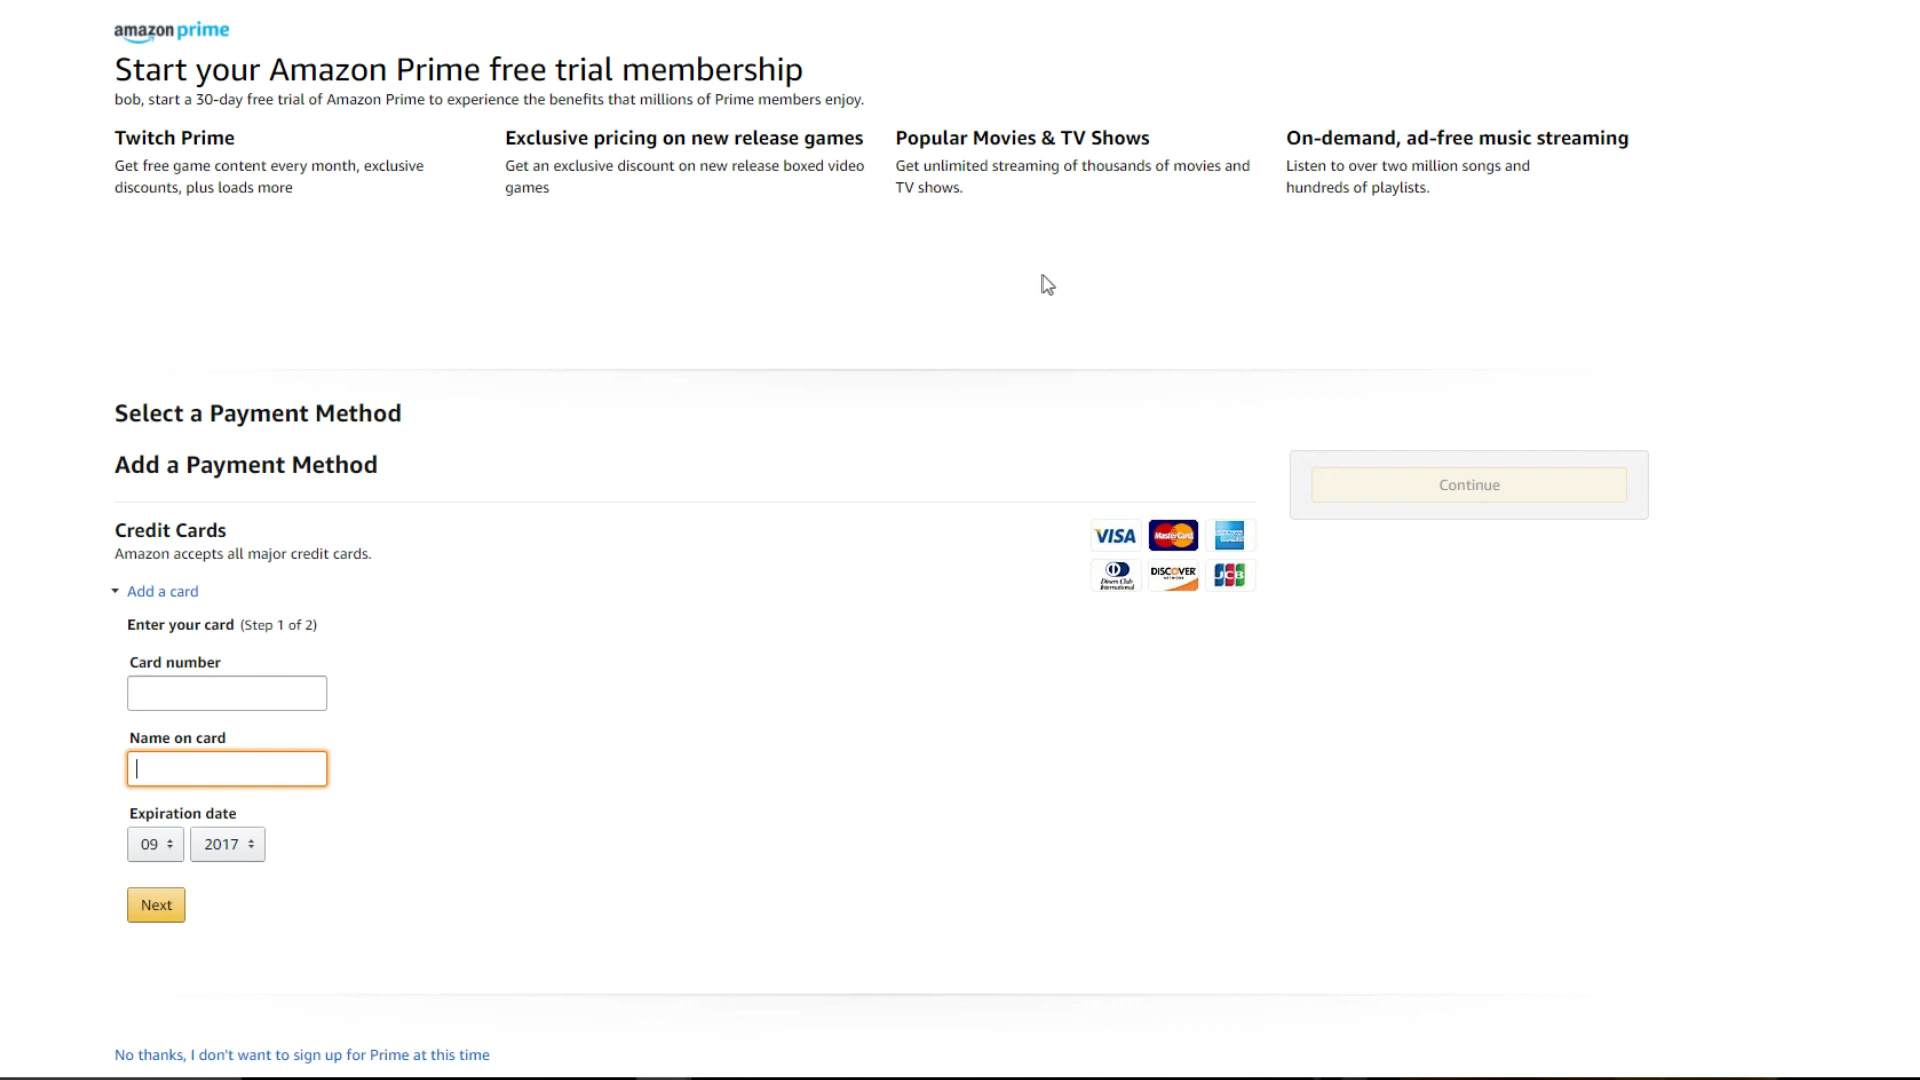 amazon prime
Start your Amazon Prime free trial membership
bob, start a 30-day free trial of Amazon Prime to experience the benefits that millions of Prime members enjoy.
Twitch Prime
Get free game content every month, exclusive
discounts, plus loads more
Exclusive pricing on new release games
Get an exclusive discount on new release boxed video
games
Popular Movies & TV Shows
Get unlimited streaming of thousands of movies and
TV shows.
On-demand, ad-free music streaming
Listen to over two million songs and
hundreds of playlists.
Select a Payment Method
Add a Payment Method
Continue
Credit Cards
Amazon accepts all major credit cards.
VISA MasterCard AMERICAN EXPRESS
Diners Club International DISCOVER NETWORK JCB
Add a card
Enter your card (Step 1 of 2)
Card number
Name on card
Expiration date
09 2017
Next
No thanks, I don't want to sign up for Prime at this time